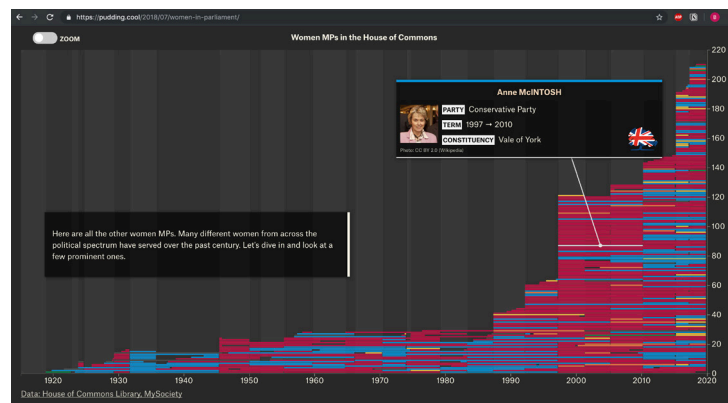 https://pudding.cool/2018/07/women-in-parliament/
ZOOM
Women MPs in the House of Commons
Anne McINTOSH
PARTY Conservative Party
TERM 1997 → 2010
CONSTITUENCY Vale of York
Photo: CC BY 3.0 (Wikipedia)
Here are all the other women MPs. Many different women from across the
political spectrum have served over the past century. Let's dive in and look at a
few prominent ones.
220
200
180
160
140
120
100
80
60
40
20
0
1920 1930 1940 1950 1960 1970 1980 1990 2000 2010 2020
Data: House of Commons Library, MySociety